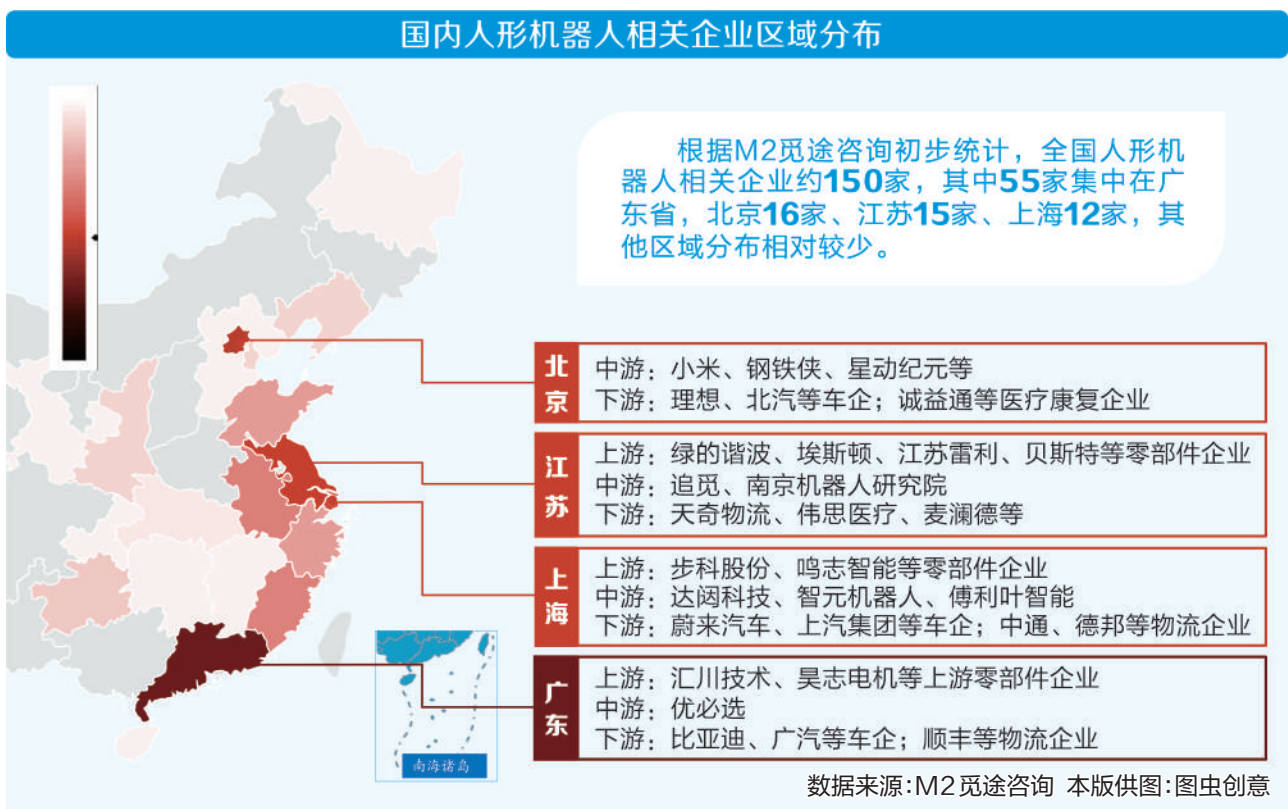 国内人形机器人相关企业区域分布
根据M2觅途咨询初步统计，全国人形机
器人相关企业约150家，其中55家集中在广
东省，北京16家、江苏15家、上海12家，其
他区域分布相对较少。
北京
中游：小米、钢铁侠、星动纪元等
下游：理想、北汽等车企；诚益通等医疗康复企业
江苏
上游：绿的谐波、埃斯顿、江苏雷利、贝斯特等零部件企业
中游：追觅、南京机器人研究院
下游：天奇物流、伟思医疗、麦澜德等
上海
上游：步科股份、鸣志智能等零部件企业
中游：达闼科技、智元机器人、傅利叶智能
下游：蔚来汽车、上汽集团等车企；中通、德邦等物流企业
广东
上游：汇川技术、昊志电机等上游零部件企业
中游：优必选
下游：比亚迪、广汽等车企；顺丰等物流企业
南海诸岛
数据来源:M2觅途咨询 本版供图:图虫创意